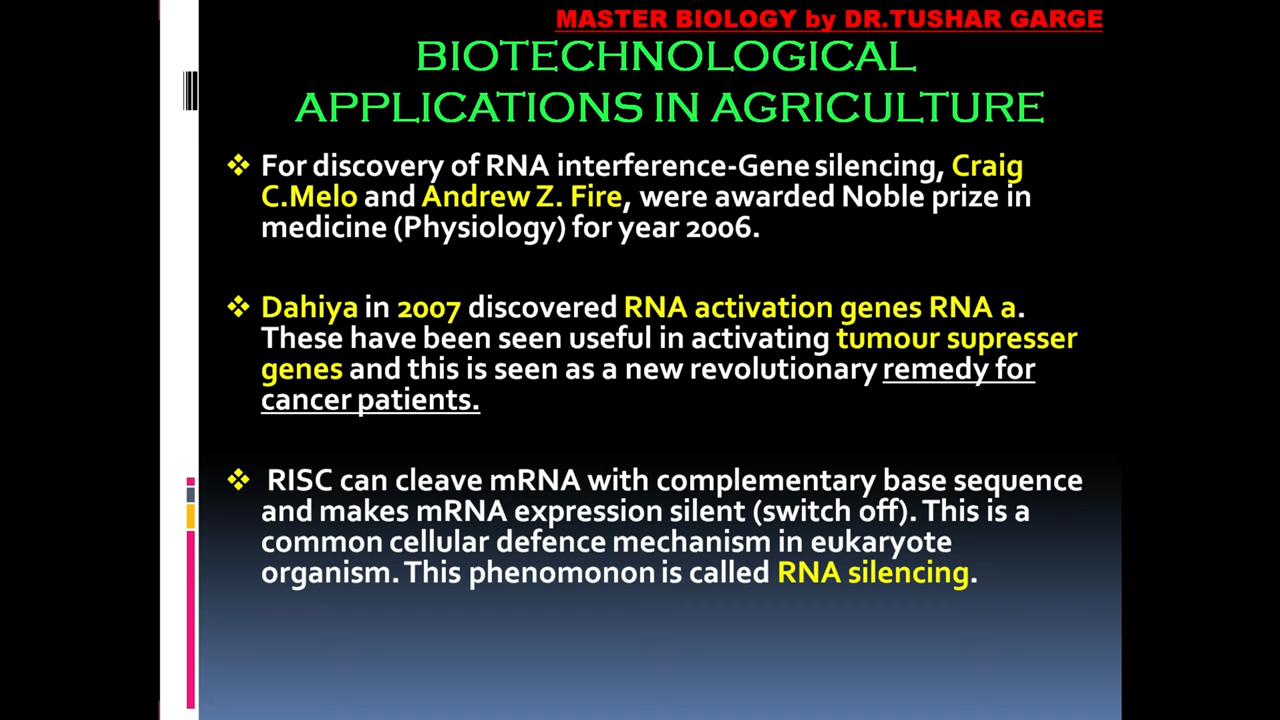 MASTER BIOLOGY by DR.TUSHAR GARGE
BIOTECHNOLOGICAL
APPLICATIONS IN AGRICULTURE
❖ For discovery of RNA interference-Gene silencing, Craig
C.Melo and Andrew Z. Fire, were awarded Noble prize in
medicine (Physiology) for year 2006.
❖ Dahiya in 2007 discovered RNA activation genes RNA a.
These have been seen useful in activating tumour supresser
genes and this is seen as a new revolutionary remedy for
cancer patients.
❖ RISC can cleave mRNA with complementary base sequence
and makes mRNA expression silent (switch off). This is a
common cellular defence mechanism in eukaryote
organism. This phenomonon is called RNA silencing.